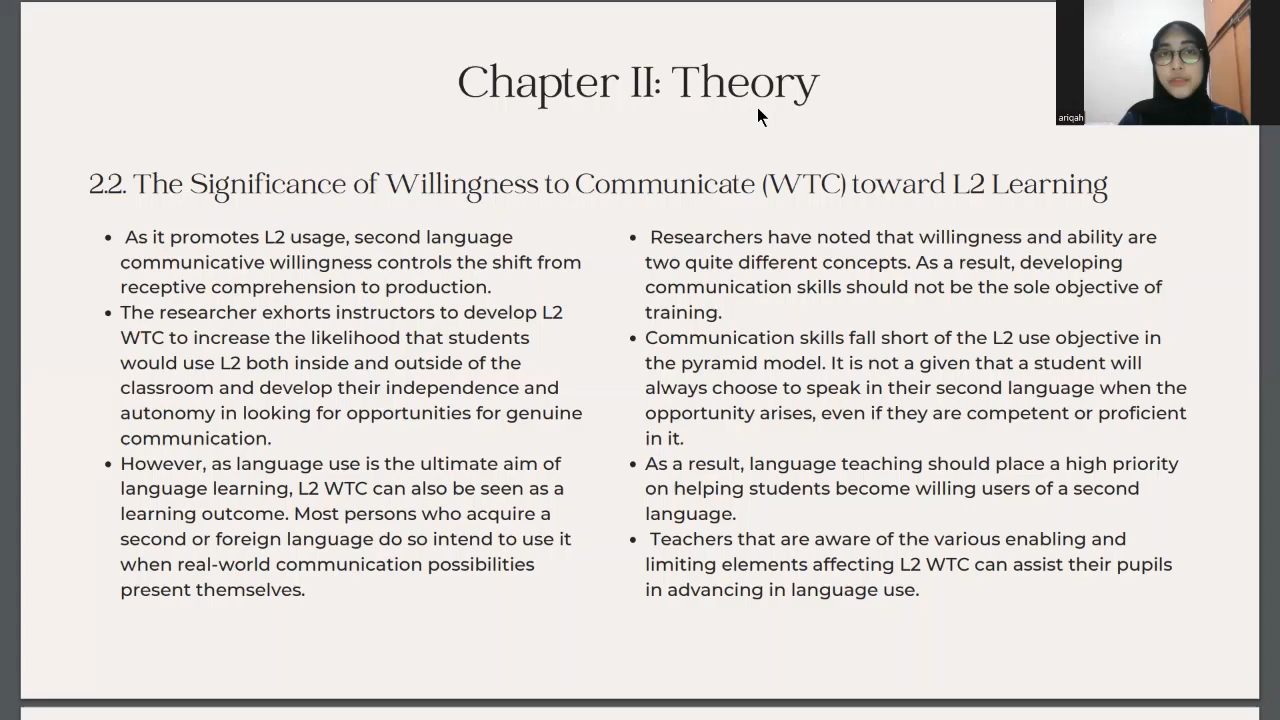 Chapter II: Theory
ariqah
2.2. The Significance of Willingness to Communicate (WTC) toward L2 Learning
• As it promotes L2 usage, second language
communicative willingness controls the shift from
receptive comprehension to production.
• The researcher exhorts instructors to develop L2
WTC to increase the likelihood that students
would use L2 both inside and outside of the
classroom and develop their independence and
autonomy in looking for opportunities for genuine
communication.
• However, as language use is the ultimate aim of
language learning, L2 WTC can also be seen as a
learning outcome. Most persons who acquire a
second or foreign language do so intend to use it
when real-world communication possibilities
present themselves.
• Researchers have noted that willingness and ability are
two quite different concepts. As a result, developing
communication skills should not be the sole objective of
training.
• Communication skills fall short of the L2 use objective in
the pyramid model. It is not a given that a student will
always choose to speak in their second language when the
opportunity arises, even if they are competent or proficient
in it.
• As a result, language teaching should place a high priority
on helping students become willing users of a second
language.
• Teachers that are aware of the various enabling and
limiting elements affecting L2 WTC can assist their pupils
in advancing in language use.